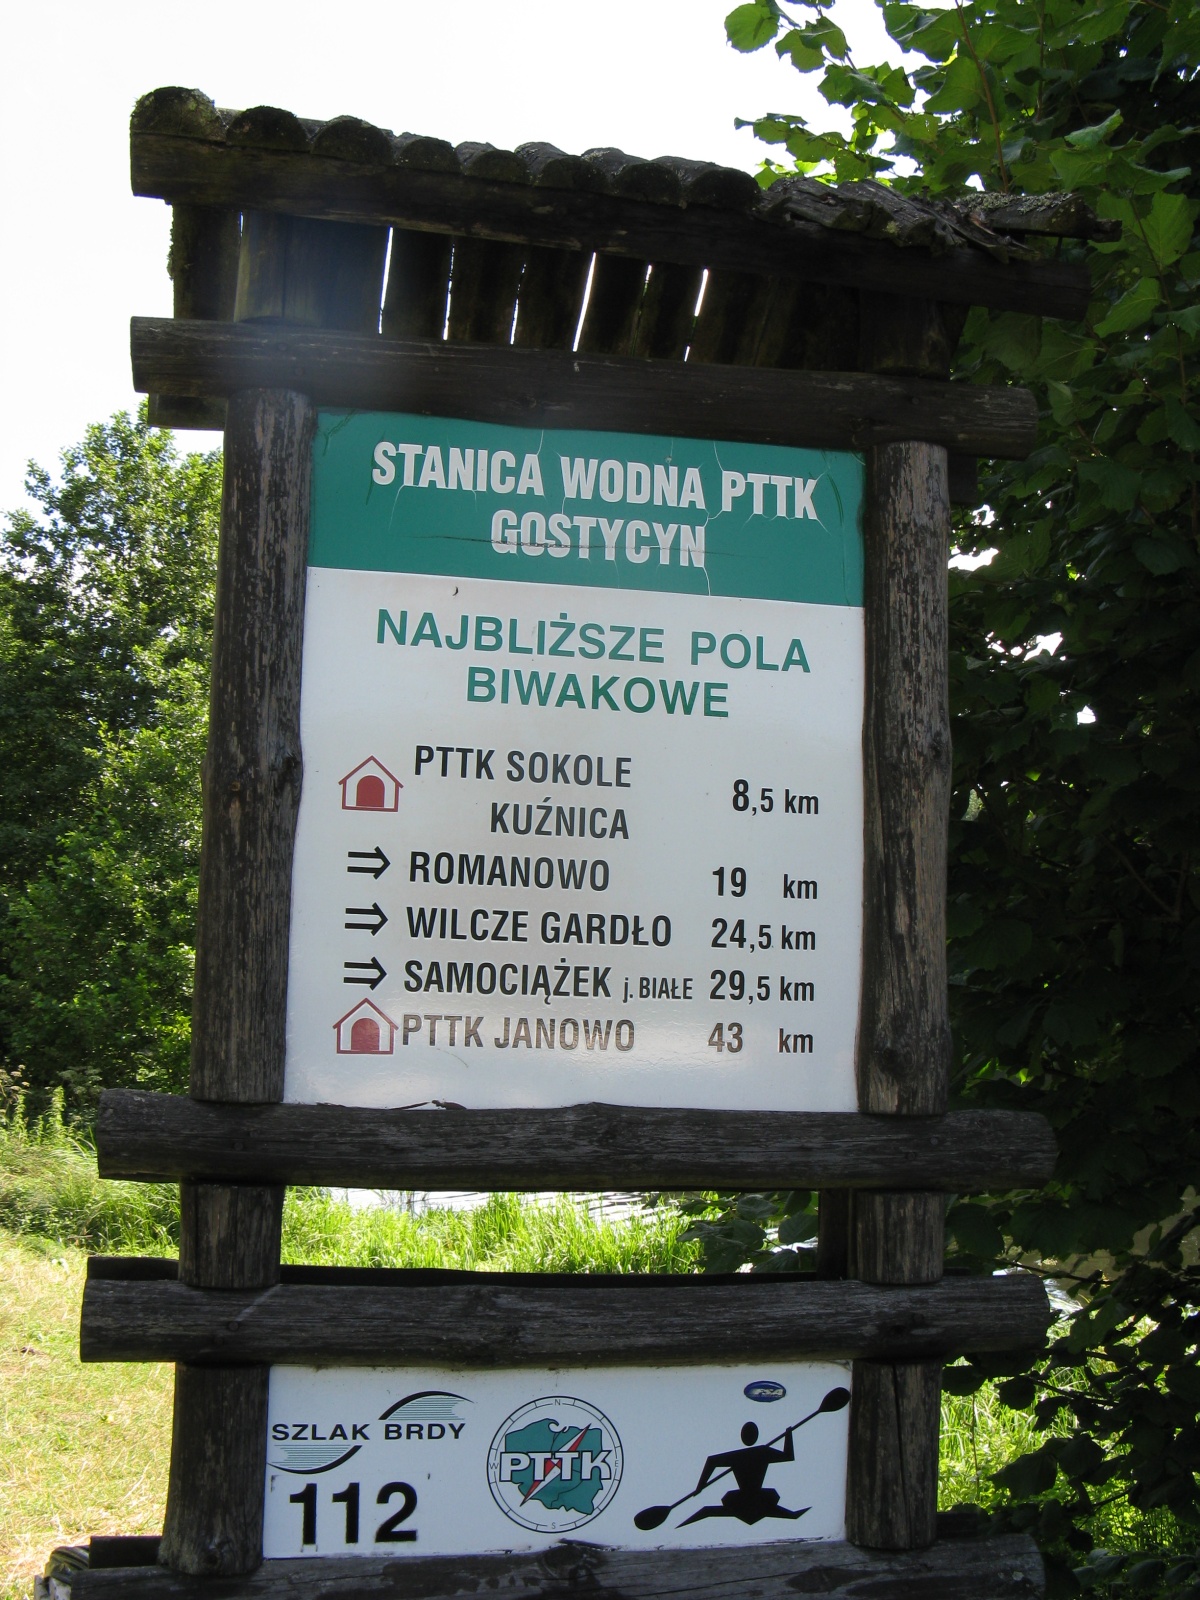 STANICA WODNA PTTK
GOSTYCYN
NAJBLIŻSZE POLA
BIWAKOWE
PTTK SOKOLE
KUŹNICA 8,5 km
ROMANOWO 19 km
WILCZE GARDŁO 24,5 km
SAMOCIĄŻEK j. BIAŁE 29,5 km
PTTK JANOWO 43 km
SZLAK BRDY
112
N
W
E
S
PTTK